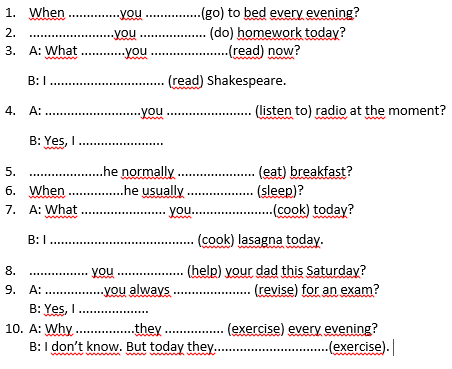 1. When ...............you ................(go) to bed every evening?
2. ........................you ................... (do) homework today?
3. A: What .............you .......................(read) now?
B: I ................................ (read) Shakespeare.
4. A: ...........................you ........................ (listen to) radio at the moment?
B: Yes, I ........................
5. .....................he normally ...................... (eat) breakfast?
6. When ................he usually ................... (sleep)?
7. A: What ........................ you.......................(cook) today?
B: I ......................................... (cook) lasagna today.
8. ................. you ................... (help) your dad this Saturday?
9. A: .................you always ...................... (revise) for an exam?
B: Yes, I ....................
10. A: Why .................they ................. (exercise) every evening?
B: I don't know. But today they.................................(exercise).